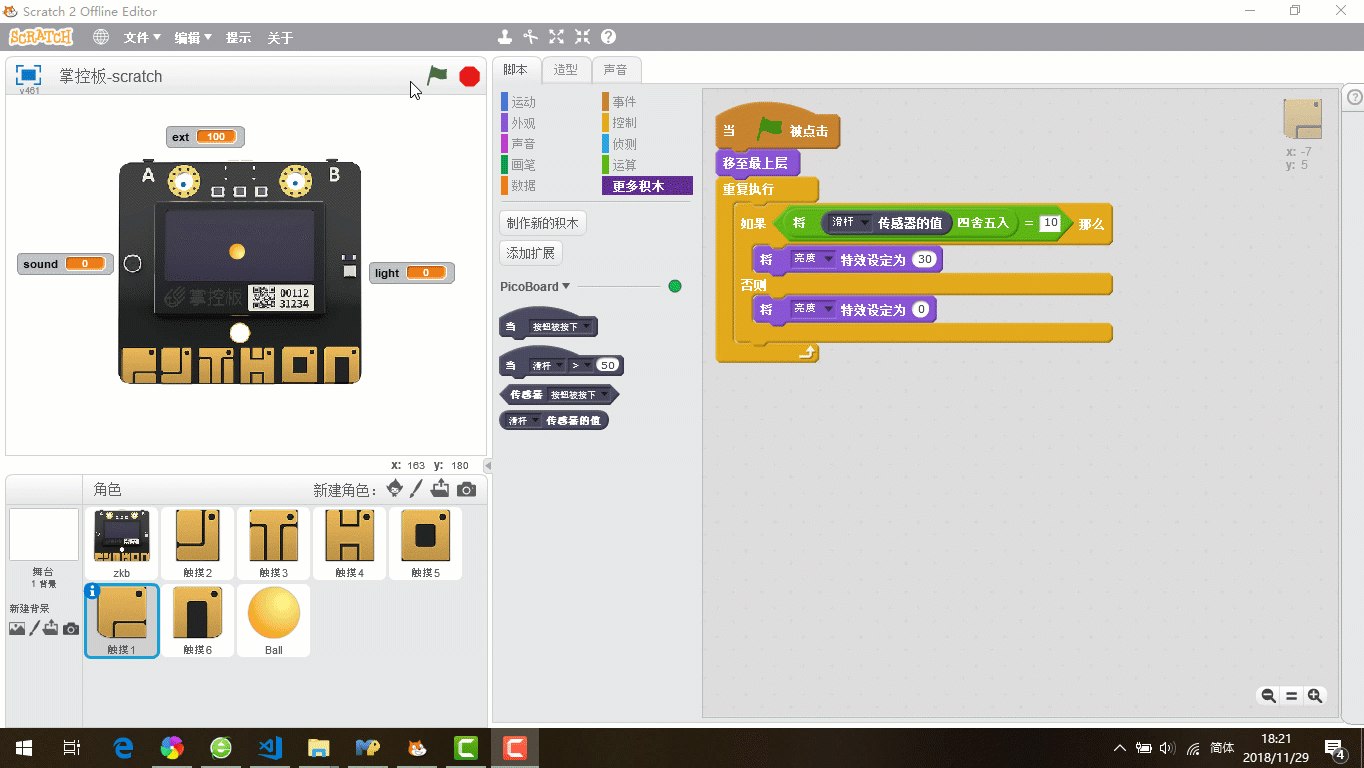 Scratch 2 Offline Editor
SCRATCH 文件 编辑 提示 关于
v461 掌控板-scratch
脚本 造型 声音
运动 事件
外观 控制
声音 侦测
画笔 运算
数据 更多积木
制作新的积木
添加扩展
PicoBoard
当 按钮被按下
当 滑杆 > 50
传感器 按钮被按下
滑杆 传感器的值
ext 100
A B
sound 0
light 0
掌控板 00112
31234
当 被点击
移至最上层
重复执行
如果 将 滑杆 传感器的值 四舍五入 = 10 那么
将 亮度 特效设定为 30
否则
将 亮度 特效设定为 0
x: -7
y: 5
x: 163 y: 180
角色 新建角色:
舞台
1 背景
新建背景
zkb 触摸2 触摸3 触摸4 触摸5
触摸1 触摸6 Ball
简体
18:21
2018/11/29
4